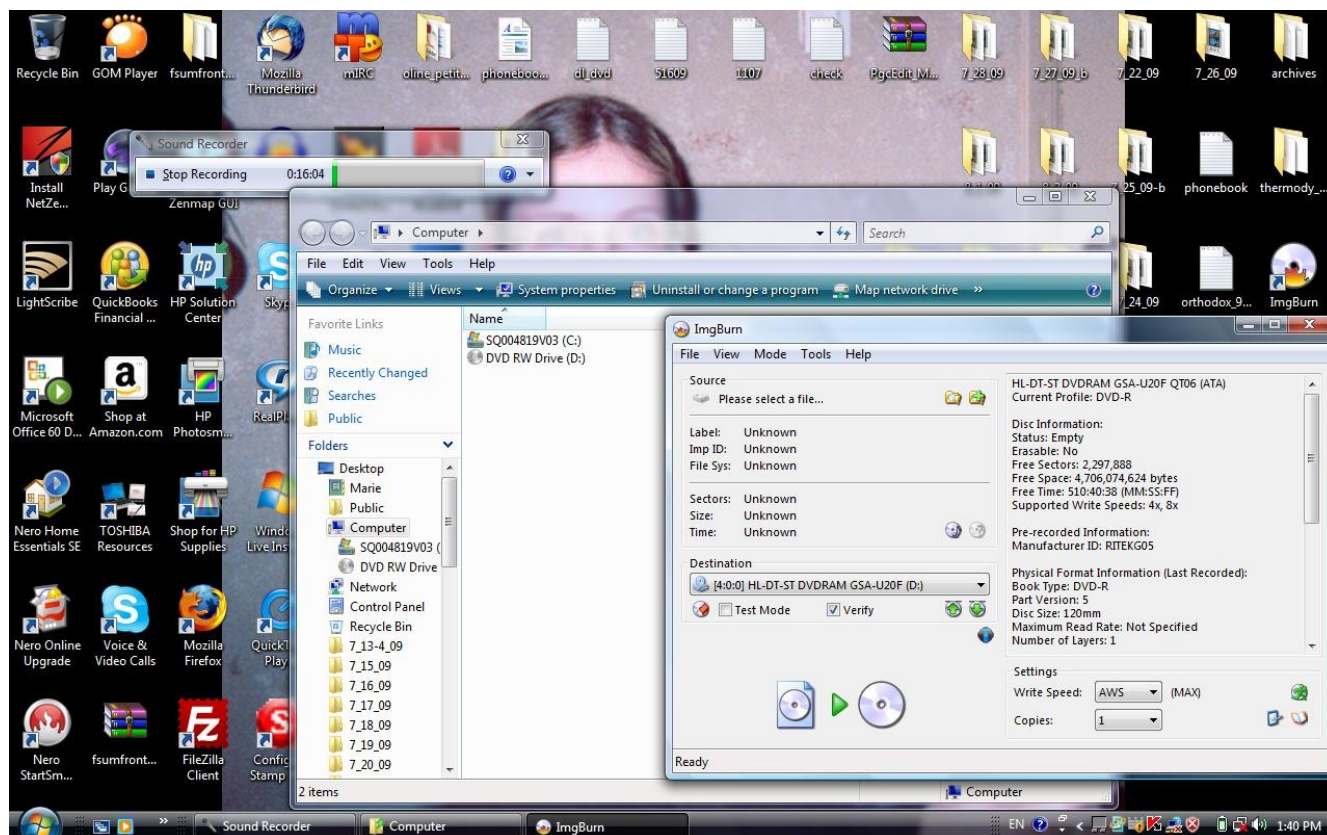 Recycle Bin
GOM Player
fsumfront...
Mozilla Thunderbird
mIRC
oline_petit...
phoneboo...
dll_dvd
51609
1107
check
PgcEdit_M...
7_28_09
7_27_09_b
7_22_09
7_26_09
archives
Sound Recorder
Stop Recording
0:16:04
Install NetZe...
Play G
Zenmap GUI
25_09-b
phonebook
thermody_...
Computer
Search
File Edit View Tools Help
Organize Views System properties Uninstall or change a program Map network drive »
LightScribe
QuickBooks Financial ...
HP Solution Center
Skyp
_24_09
orthodox_9...
ImgBurn
Favorite Links
Music
Recently Changed
Searches
Public
Folders
Desktop
Marie
Public
Computer
SQ004819V03 (
DVD RW Drive
Network
Control Panel
Recycle Bin
7_13-4_09
7_15_09
7_16_09
7_17_09
7_18_09
7_19_09
7_20_09
Name
SQ004819V03 (C:)
DVD RW Drive (D:)
2 items
Computer
Microsoft Office 60 D...
Shop at Amazon.com
HP Photosm...
RealPl
Nero Home Essentials SE
TOSHIBA Resources
Shop for HP Supplies
Windo
Live Ins
Nero Online Upgrade
Voice & Video Calls
Mozilla Firefox
QuickT
Play
Nero StartSm...
fsumfront...
FileZilla Client
Config
Stamp
ImgBurn
File View Mode Tools Help
Source
Please select a file...
Label: Unknown
Imp ID: Unknown
File Sys: Unknown
Sectors: Unknown
Size: Unknown
Time: Unknown
Destination
[4:0:0] HL-DT-ST DVDRAM GSA-U20F (D:)
Test Mode
Verify
HL-DT-ST DVDRAM GSA-U20F QT06 (ATA)
Current Profile: DVD-R
Disc Information:
Status: Empty
Erasable: No
Free Sectors: 2,297,888
Free Space: 4,706,074,624 bytes
Free Time: 510:40:38 (MM:SS:FF)
Supported Write Speeds: 4x, 8x
Pre-recorded Information:
Manufacturer ID: RITEKG05
Physical Format Information (Last Recorded):
Book Type: DVD-R
Part Version: 5
Disc Size: 120mm
Maximum Read Rate: Not Specified
Number of Layers: 1
Settings
Write Speed: AWS (MAX)
Copies: 1
Ready
Sound Recorder
Computer
ImgBurn
EN
1:40 PM